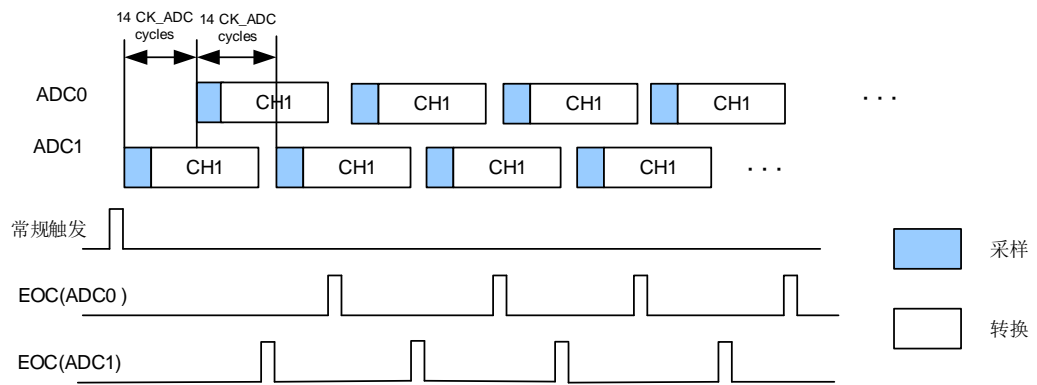 14 CK_ADC
cycles
14 CK_ADC
cycles
ADC0
CH1
CH1
CH1
CH1
. . .
ADC1
CH1
CH1
CH1
CH1
. . .
常规触发
采样
EOC(ADC0 )
转换
EOC(ADC1)